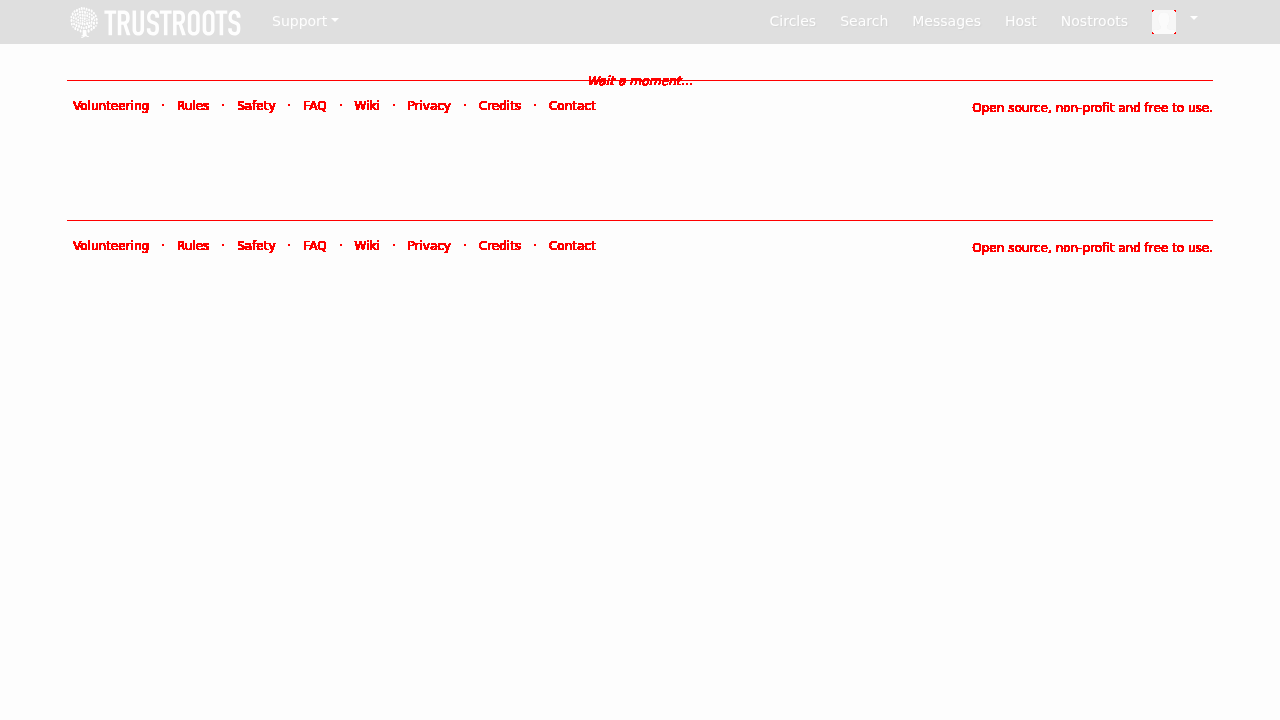 TRUSTROOTS Support Circles Search Messages Host Nostroots
Wait a moment...
Volunteering · Rules · Safety · FAQ · Wiki · Privacy · Credits · Contact Open source, non-profit and free to use.
Volunteering · Rules · Safety · FAQ · Wiki · Privacy · Credits · Contact Open source, non-profit and free to use.